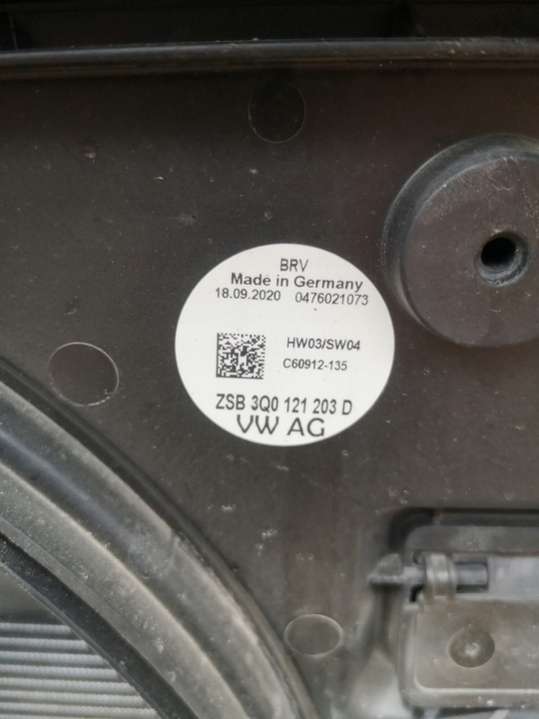 BRV
Made in Germany
18.09.2020 0476021073
HW03/SW04
C60912-135
ZSB 3Q0 121 203 D
VW AG